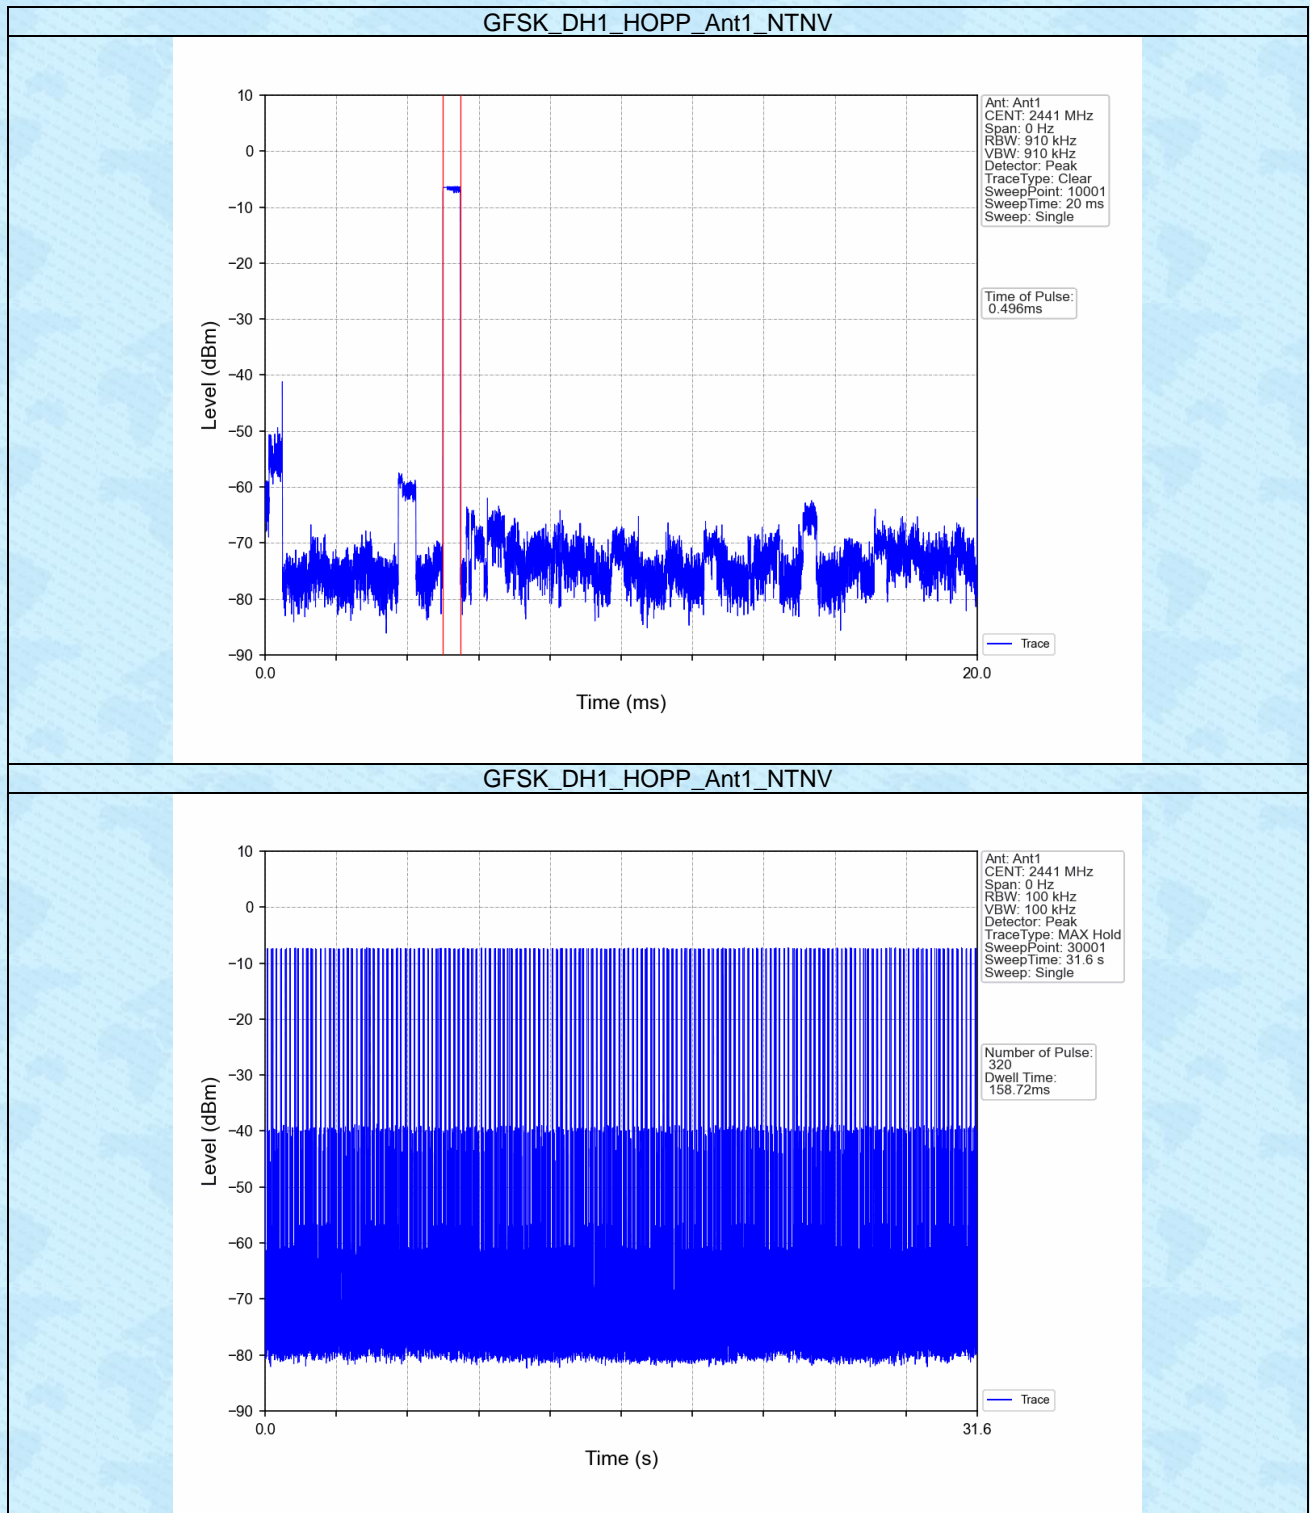 GFSK_DH1_HOPP_Ant1_NTNV
10
0
−10
−20
−30
−40
−50
−60
−70
−80
−90
Level (dBm)
0.0
20.0
Time (ms)
Ant: Ant1
CENT: 2441 MHz
Span: 0 Hz
RBW: 910 kHz
VBW: 910 kHz
Detector: Peak
TraceType: Clear
SweepPoint: 10001
SweepTime: 20 ms
Sweep: Single
Time of Pulse:
0.496ms
Trace
GFSK_DH1_HOPP_Ant1_NTNV
10
0
−10
−20
−30
−40
−50
−60
−70
−80
−90
Level (dBm)
0.0
31.6
Time (s)
Ant: Ant1
CENT: 2441 MHz
Span: 0 Hz
RBW: 100 kHz
VBW: 100 kHz
Detector: Peak
TraceType: MAX Hold
SweepPoint: 30001
SweepTime: 31.6 s
Sweep: Single
Number of Pulse:
320
Dwell Time:
158.72ms
Trace